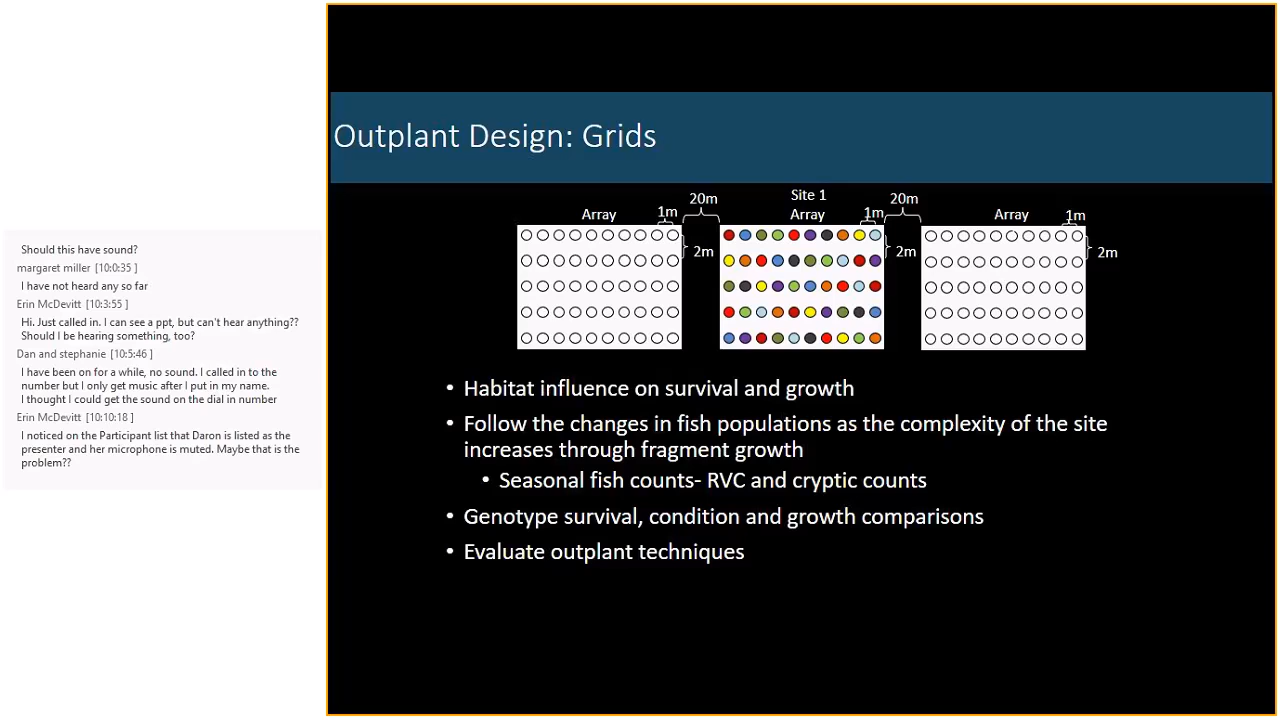 Should this have sound?
margaret miller [10:0:35 ]
I have not heard any so far
Erin McDevitt [10:3:55 ]
Hi. Just called in. I can see a ppt, but can't hear anything??
Should I be hearing something, too?
Dan and stephanie [10:5:46 ]
I have been on for a while, no sound. I called in to the
number but I only get music after I put in my name.
I thought I could get the sound on the dial in number
Erin McDevitt [10:10:18 ]
I noticed on the Participant list that Daron is listed as the
presenter and her microphone is muted. Maybe that is the
problem??
Outplant Design: Grids
Site 1
20m
20m
Array
1m
Array
1m
Array
1m
2m
2m
2m
• Habitat influence on survival and growth
• Follow the changes in fish populations as the complexity of the site
increases through fragment growth
• Seasonal fish counts- RVC and cryptic counts
• Genotype survival, condition and growth comparisons
• Evaluate outplant techniques